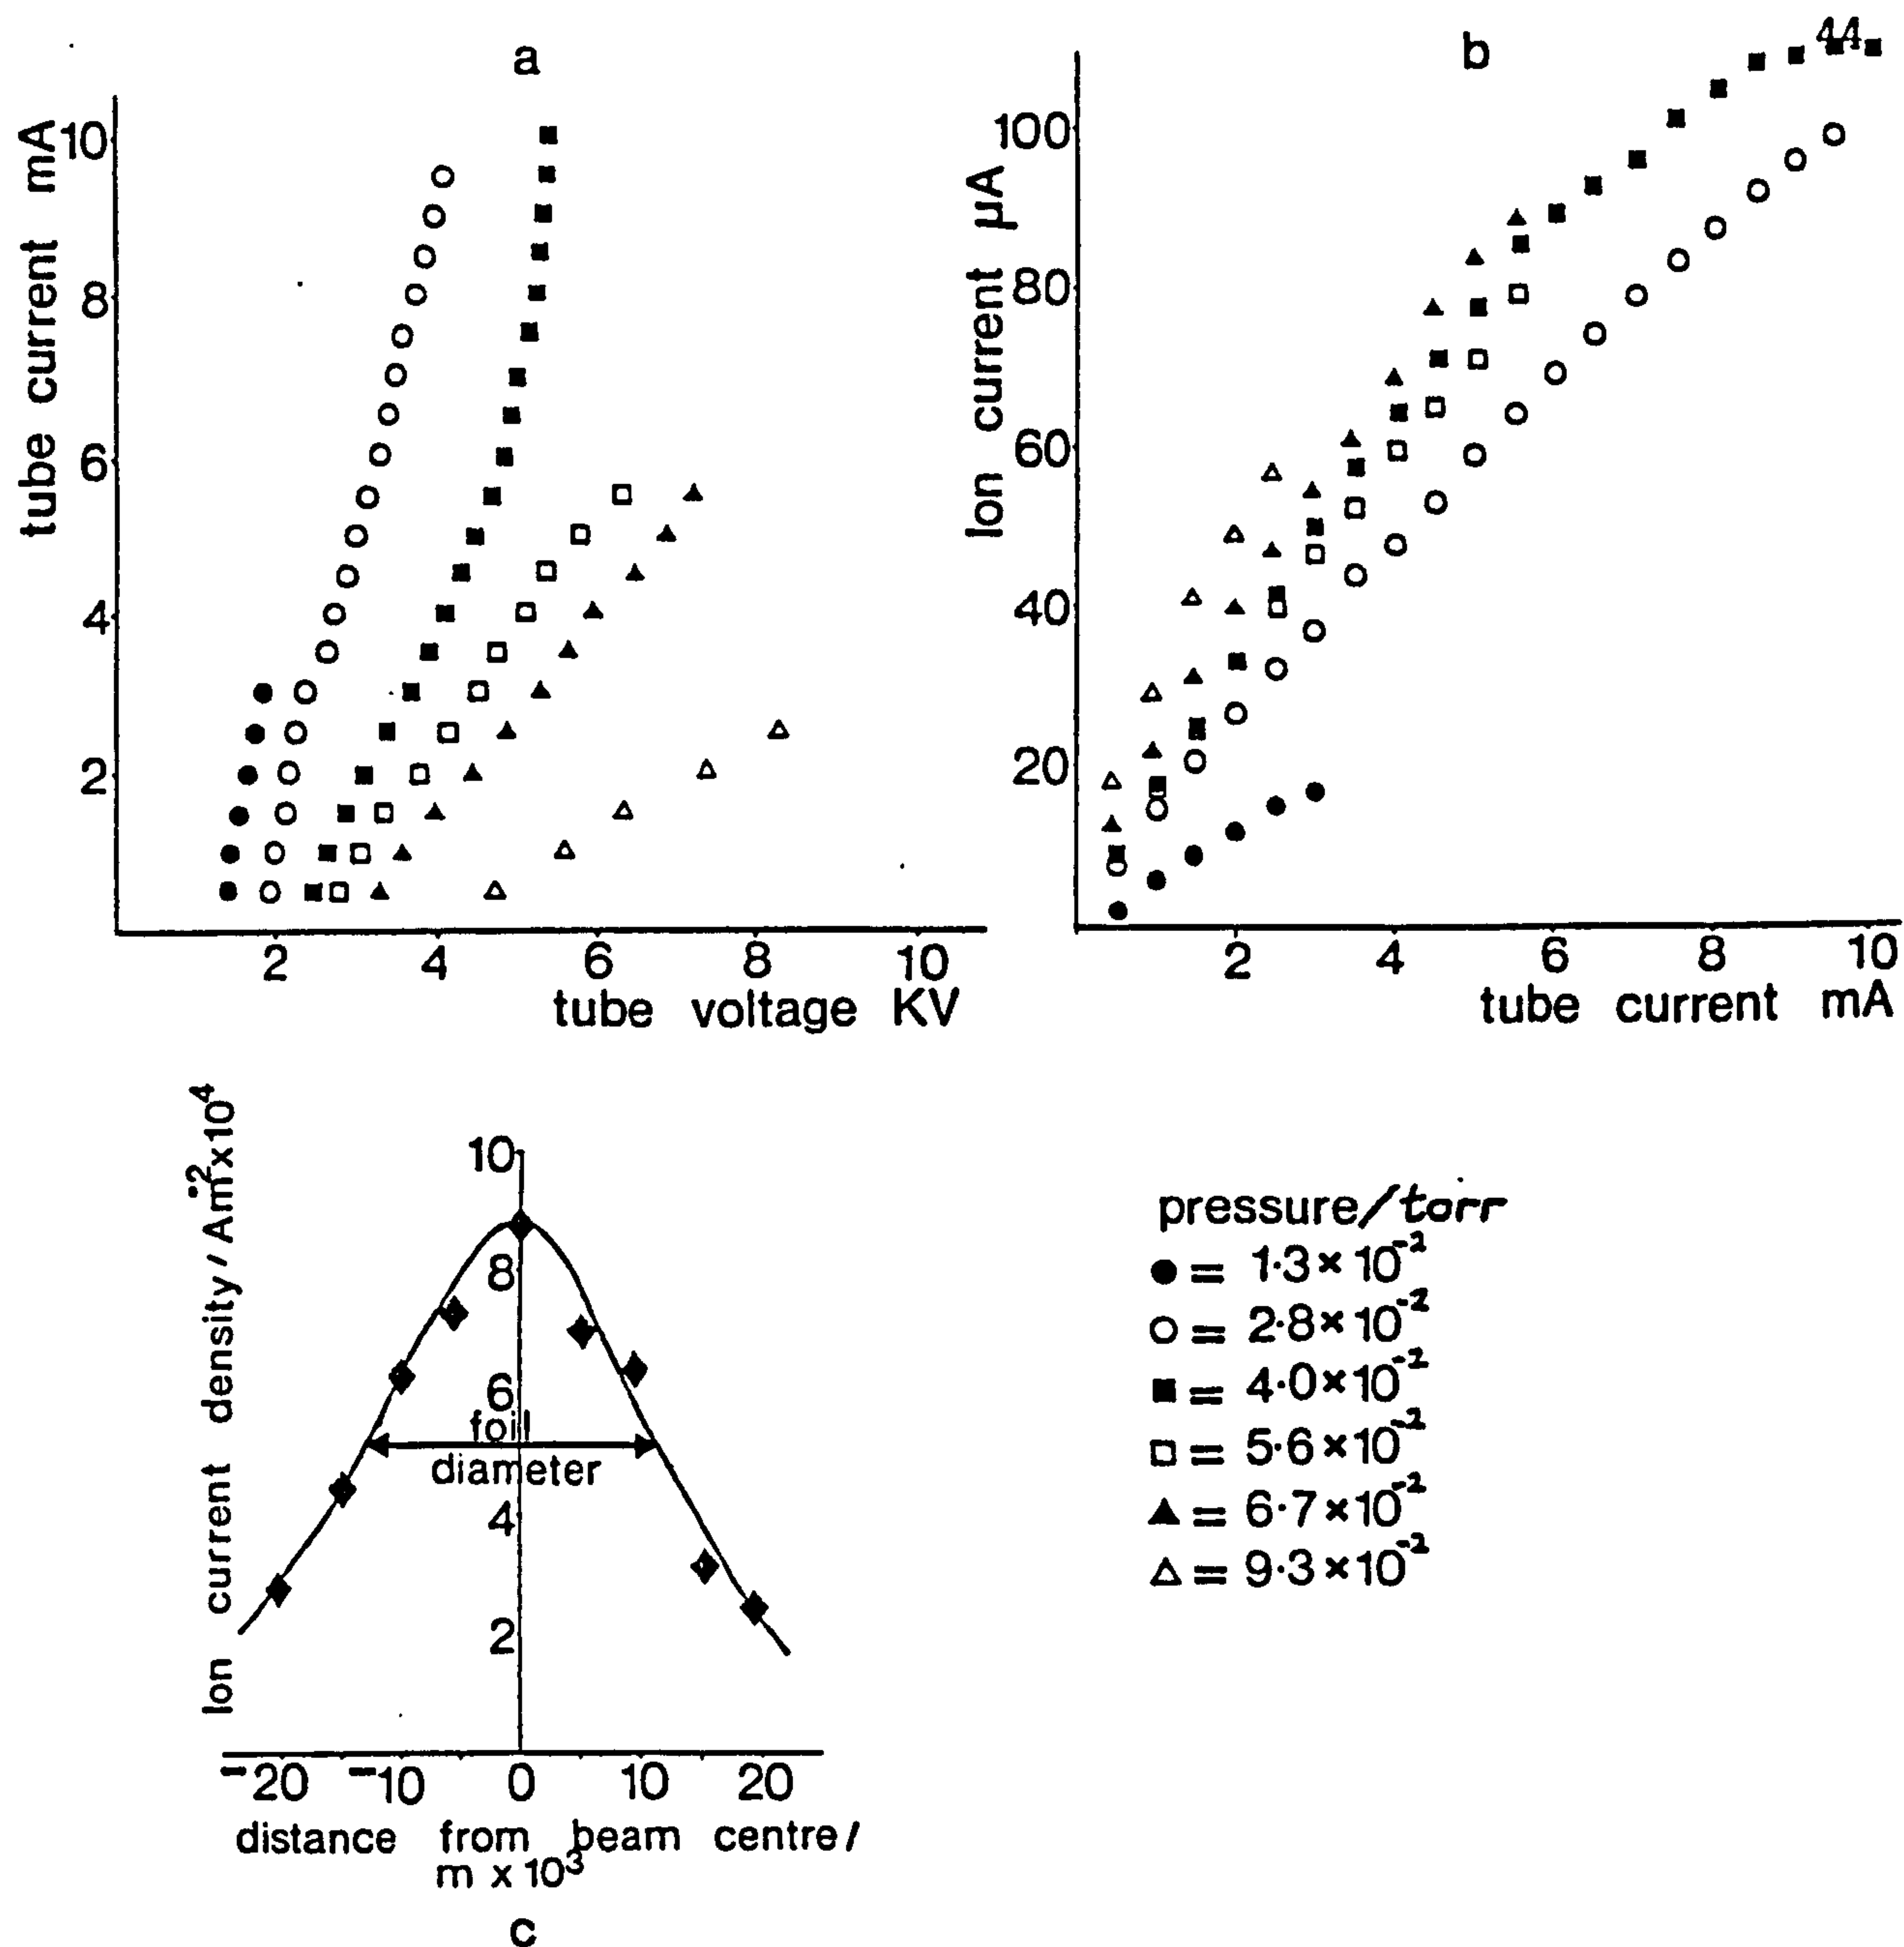 44
a
b
tube current mA
10
8
6
4
2
2 4 6 8 10
tube voltage KV
Ion current µA
100
80
60
40
20
2 4 6 8 10
tube current mA
Ion current density/Am⁻²x10⁴
10
8
6
foil
diameter
4
2
-20 -10 0 10 20
distance from beam centre/
m x 10³
c
pressure/torr
● = 1·3×10⁻²
○ = 2·8×10⁻²
■ = 4·0×10⁻²
□ = 5·6×10⁻²
▲ = 6·7×10⁻²
△ = 9·3×10⁻²